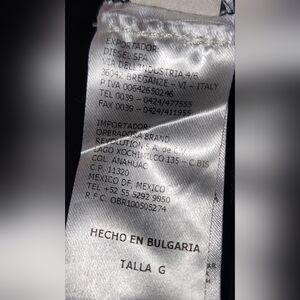 EXPORTADOR:
DIESEL SPA
VIA DELL'INDUSTRIA 4/6
36042 BREGANZE - VI - ITALY
P.IVA 00642650246
TEL 0039 - 0424/477555
FAX 0039 - 0424/411955
IMPORTADOR:
OPERADORA BRAND
REVOLUTION S.A. de C.V.
LAGO XOCHIMILCO 135 - C BIS
COL. ANAHUAC
C.P. 11320
MEXICO DF, MEXICO
TEL +52 55 5292 9950
R.F.C. OBR100505274
HECHO EN BULGARIA
TALLA G